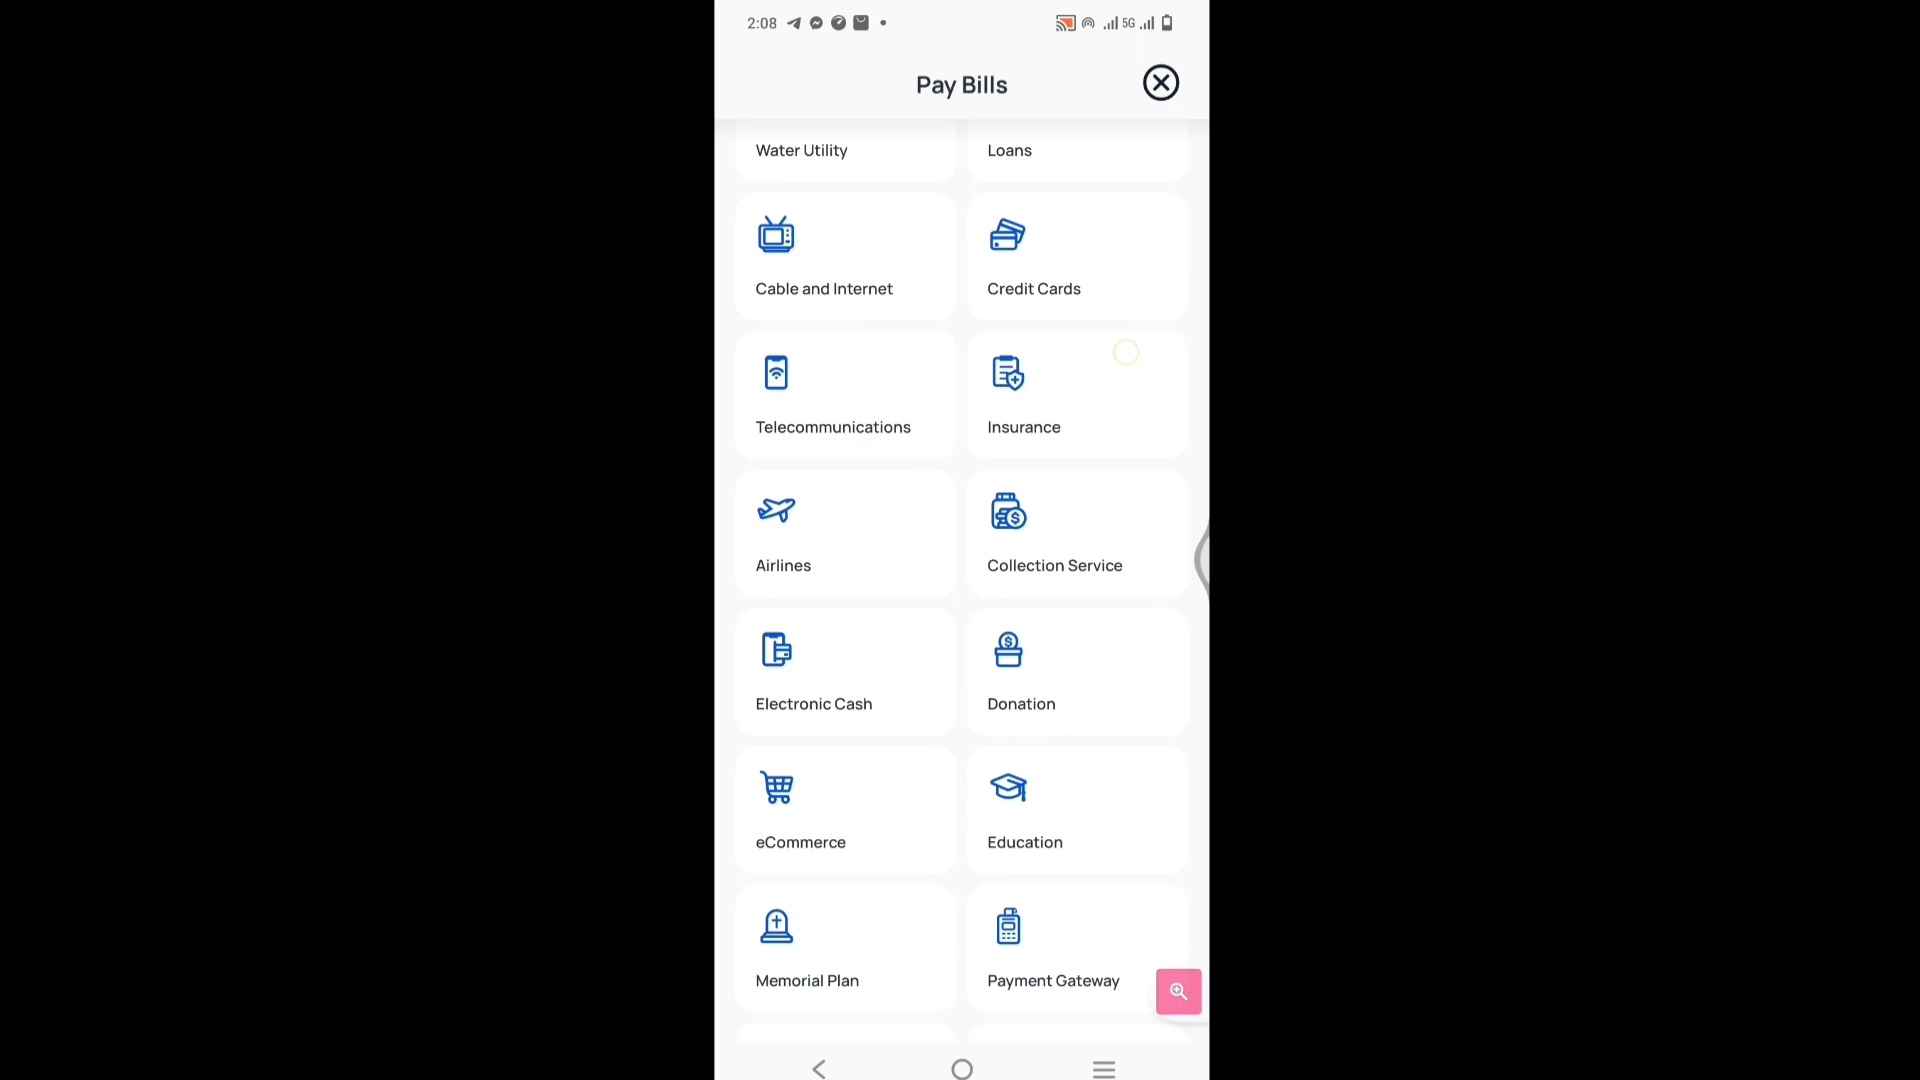 2:08
5G
Pay Bills
Water Utility
Loans
Cable and Internet
Credit Cards
Telecommunications
Insurance
Airlines
Collection Service
Electronic Cash
Donation
eCommerce
Education
Memorial Plan
Payment Gateway